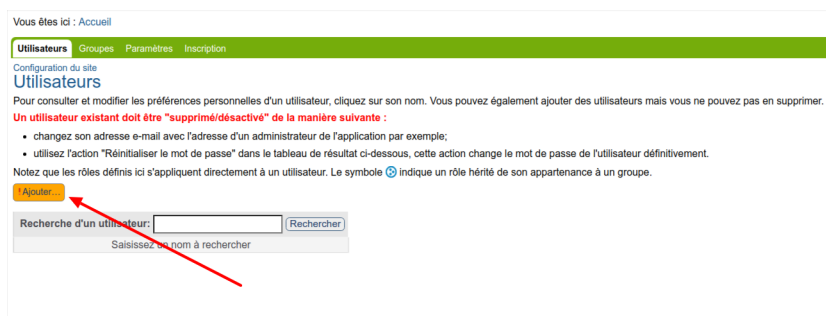 Vous êtes ici : Accueil
Utilisateurs Groupes Paramètres Inscription
Configuration du site
Utilisateurs
Pour consulter et modifier les préférences personnelles d'un utilisateur, cliquez sur son nom. Vous pouvez également ajouter des utilisateurs mais vous ne pouvez pas en supprimer.
Un utilisateur existant doit être "supprimé/désactivé" de la manière suivante :
• changez son adresse e-mail avec l'adresse d'un administrateur de l'application par exemple;
• utilisez l'action "Réinitialiser le mot de passe" dans le tableau de résultat ci-dessous, cette action change le mot de passe de l'utilisateur définitivement.
Notez que les rôles définis ici s'appliquent directement à un utilisateur. Le symbole indique un rôle hérité de son appartenance à un groupe.
!Ajouter...
Recherche d'un utilisateur: Rechercher
Saisissez un nom à rechercher